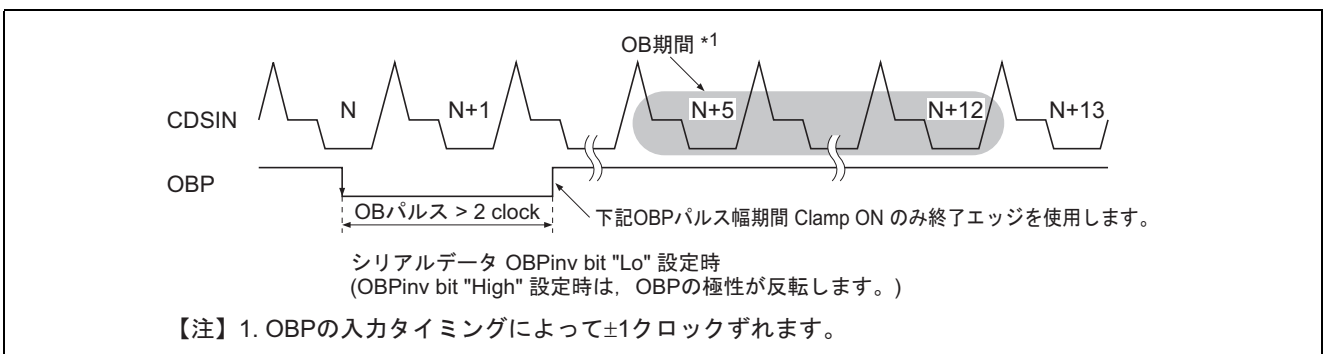 OB期間 *1
CDSIN
N
N+1
N+5
N+12
N+13
OBP
OBパルス > 2 clock
下記OBPパルス幅期間 Clamp ON のみ終了エッジを使用します。
シリアルデータ OBPinv bit "Lo" 設定時
(OBPinv bit "High" 設定時は，OBPの極性が反転します。)
【注】1. OBPの入力タイミングによって±1クロックずれます。